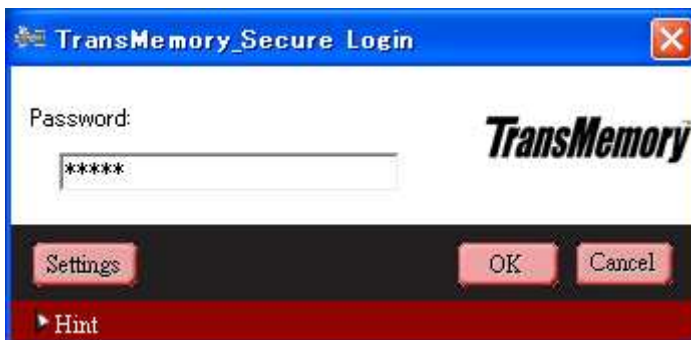 TransMemory_Secure Login
Password:
TransMemory
*****
Settings
OK
Cancel
Hint